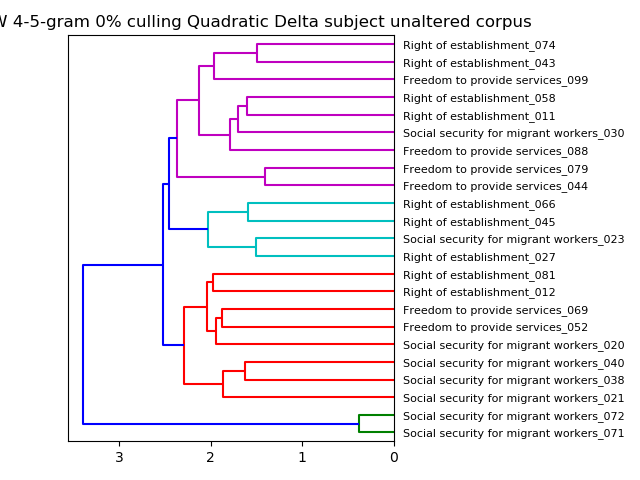 4-5-gram 0% culling Quadratic Delta subject unaltered corpus
Right of establishment_074
Right of establishment_043
Freedom to provide services_099
Right of establishment_058
Right of establishment_011
Social security for migrant workers_030
Freedom to provide services_088
Freedom to provide services_079
Freedom to provide services_044
Right of establishment_066
Right of establishment_045
Social security for migrant workers_023
Right of establishment_027
Right of establishment_081
Right of establishment_012
Freedom to provide services_069
Freedom to provide services_052
Social security for migrant workers_020
Social security for migrant workers_040
Social security for migrant workers_038
Social security for migrant workers_021
Social security for migrant workers_072
Social security for migrant workers_071
3 2 1 0